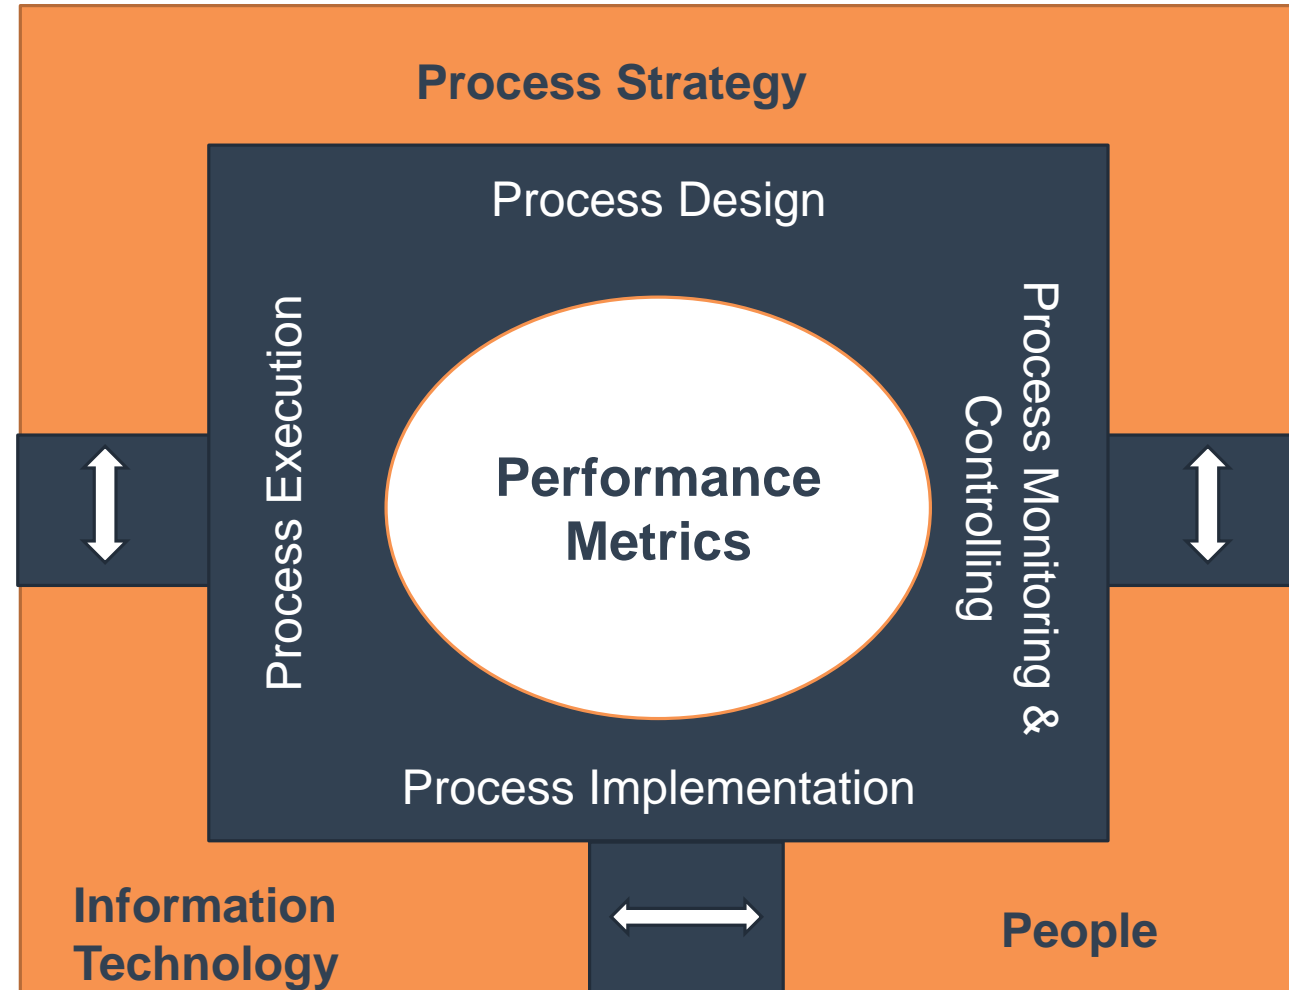 Process Strategy
Process Design
Process Execution
Performance
Metrics
Process Monitoring &
Controlling
Process Implementation
Information
Technology
People